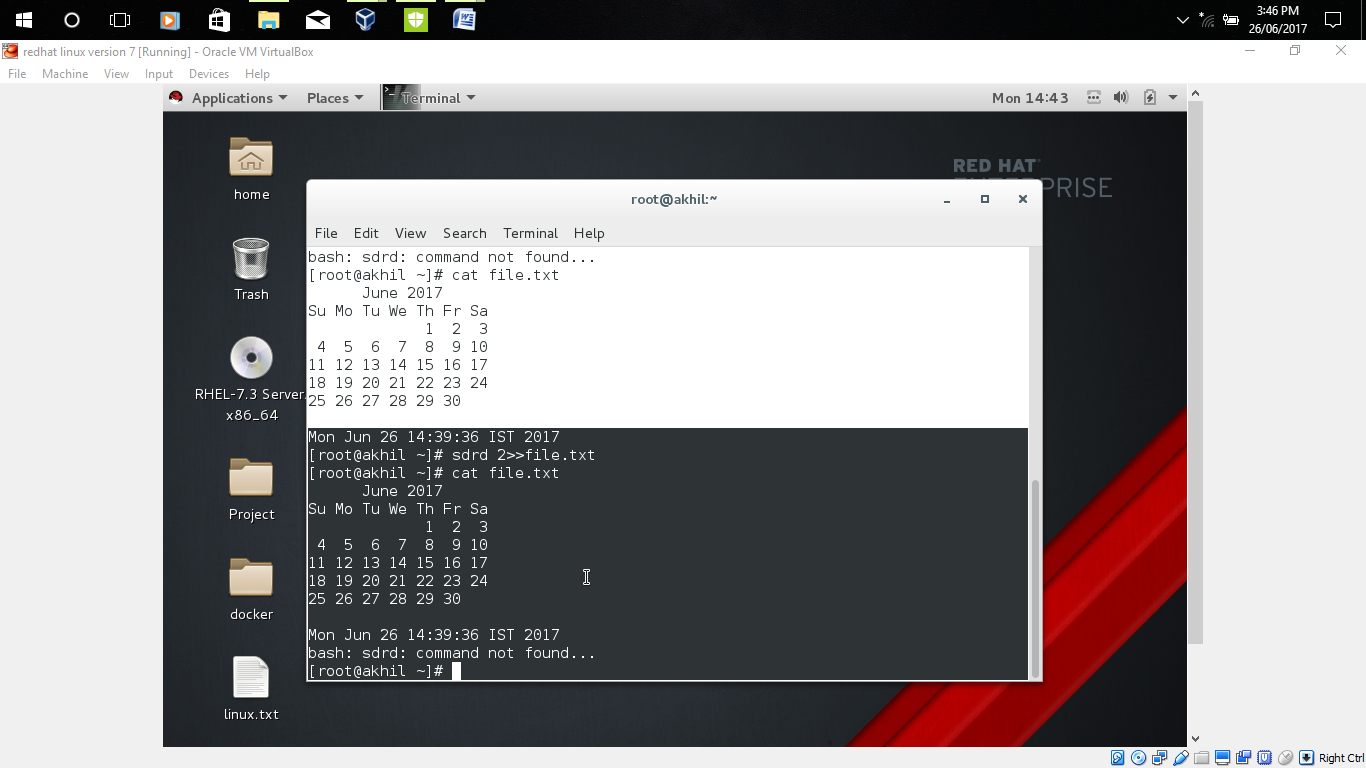 3:46 PM
26/06/2017
redhat linux version 7 [Running] - Oracle VM VirtualBox
File Machine View Input Devices Help
Applications Places Terminal Mon 14:43
home
Trash
RHEL-7.3 Server.
x86_64
Project
docker
linux.txt
RED HAT
ENTERPRISE
root@akhil:~
File Edit View Search Terminal Help
bash: sdrd: command not found...
[root@akhil ~]# cat file.txt
      June 2017
Su Mo Tu We Th Fr Sa
             1  2  3
 4  5  6  7  8  9 10
11 12 13 14 15 16 17
18 19 20 21 22 23 24
25 26 27 28 29 30
Mon Jun 26 14:39:36 IST 2017
[root@akhil ~]# sdrd 2>>file.txt
[root@akhil ~]# cat file.txt
      June 2017
Su Mo Tu We Th Fr Sa
             1  2  3
 4  5  6  7  8  9 10
11 12 13 14 15 16 17
18 19 20 21 22 23 24
25 26 27 28 29 30
Mon Jun 26 14:39:36 IST 2017
bash: sdrd: command not found...
[root@akhil ~]#
Right Ctrl